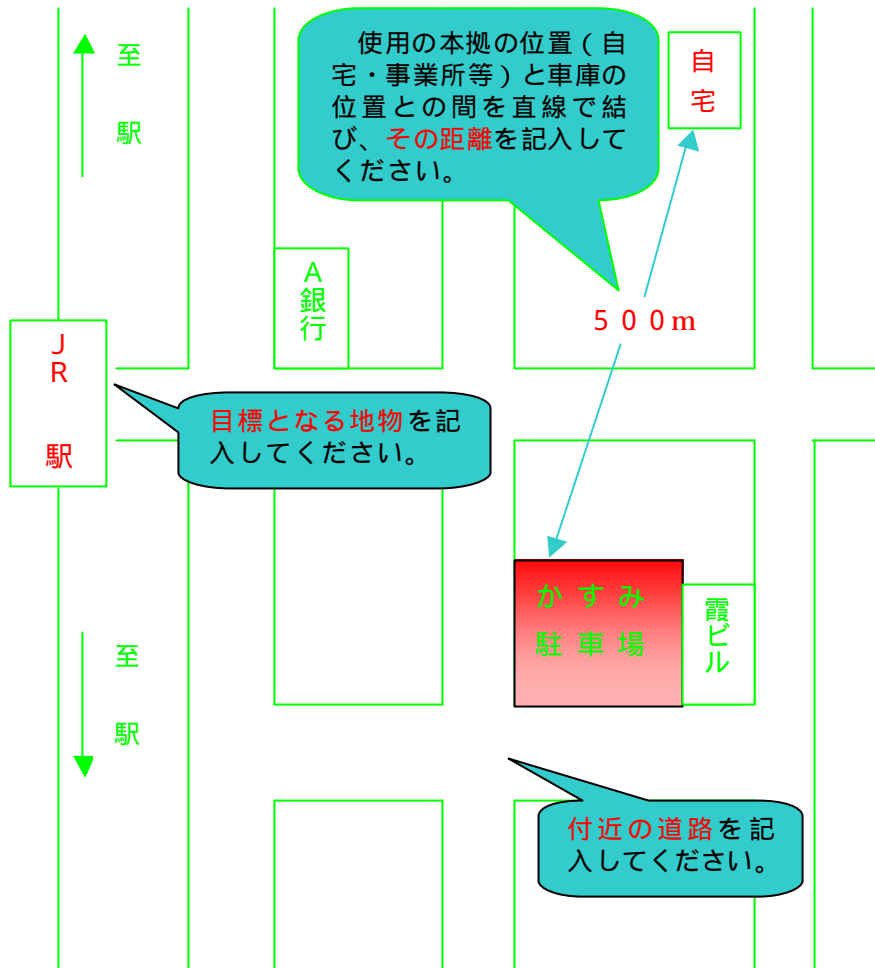 至
駅
使用の本拠の位置(自
宅・事業所等)と車庫の
位置との間を直線で結
び、その距離を記入して
ください。
自
宅
A銀行
500m
JR
駅
目標となる地物を記
入してください。
かすみ
駐車場
霞ビル
至
駅
付近の道路を記
入してください。